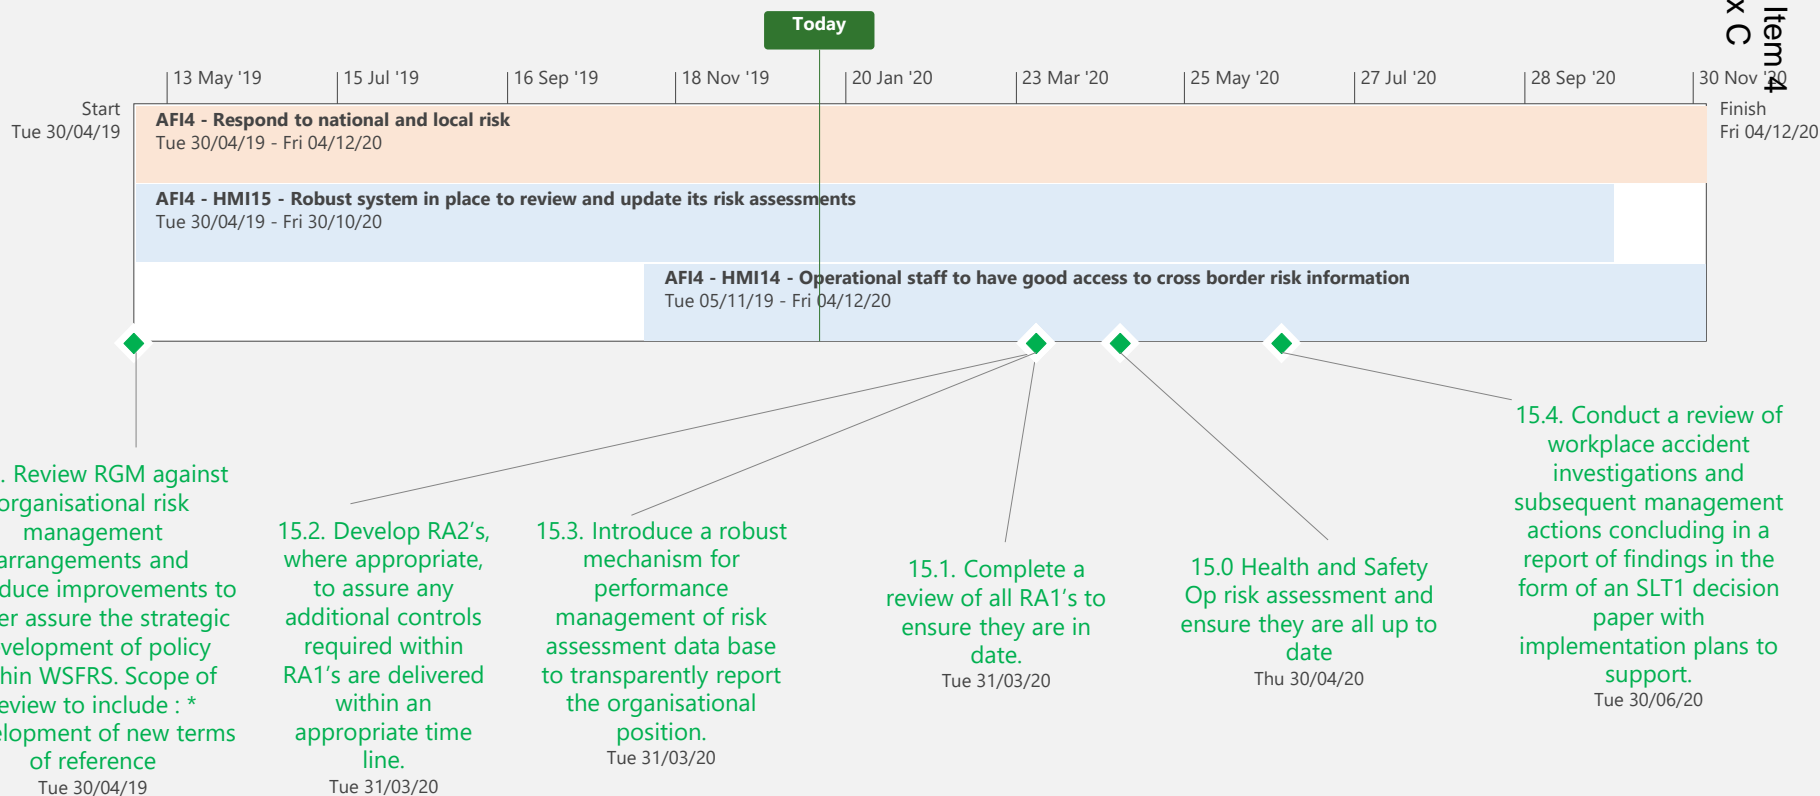 Item 4
x C
Today
13 May '19
15 Jul '19
16 Sep '19
18 Nov '19
20 Jan '20
23 Mar '20
25 May '20
27 Jul '20
28 Sep '20
30 Nov '20
Start
Tue 30/04/19
Finish
Fri 04/12/20
AFI4 - Respond to national and local risk
Tue 30/04/19 - Fri 04/12/20
AFI4 - HMI15 - Robust system in place to review and update its risk assessments
Tue 30/04/19 - Fri 30/10/20
AFI4 - HMI14 - Operational staff to have good access to cross border risk information
Tue 05/11/19 - Fri 04/12/20
. Review RGM against
organisational risk
management
arrangements and
duce improvements to
er assure the strategic
velopment of policy
hin WSFRS. Scope of
eview to include : *
elopment of new terms
of reference
Tue 30/04/19
15.2. Develop RA2's,
where appropriate,
to assure any
additional controls
required within
RA1's are delivered
within an
appropriate time
line.
Tue 31/03/20
15.3. Introduce a robust
mechanism for
performance
management of risk
assessment data base
to transparently report
the organisational
position.
Tue 31/03/20
15.1. Complete a
review of all RA1's to
ensure they are in
date.
Tue 31/03/20
15.0 Health and Safety
Op risk assessment and
ensure they are all up to
date
Thu 30/04/20
15.4. Conduct a review of
workplace accident
investigations and
subsequent management
actions concluding in a
report of findings in the
form of an SLT1 decision
paper with
implementation plans to
support.
Tue 30/06/20